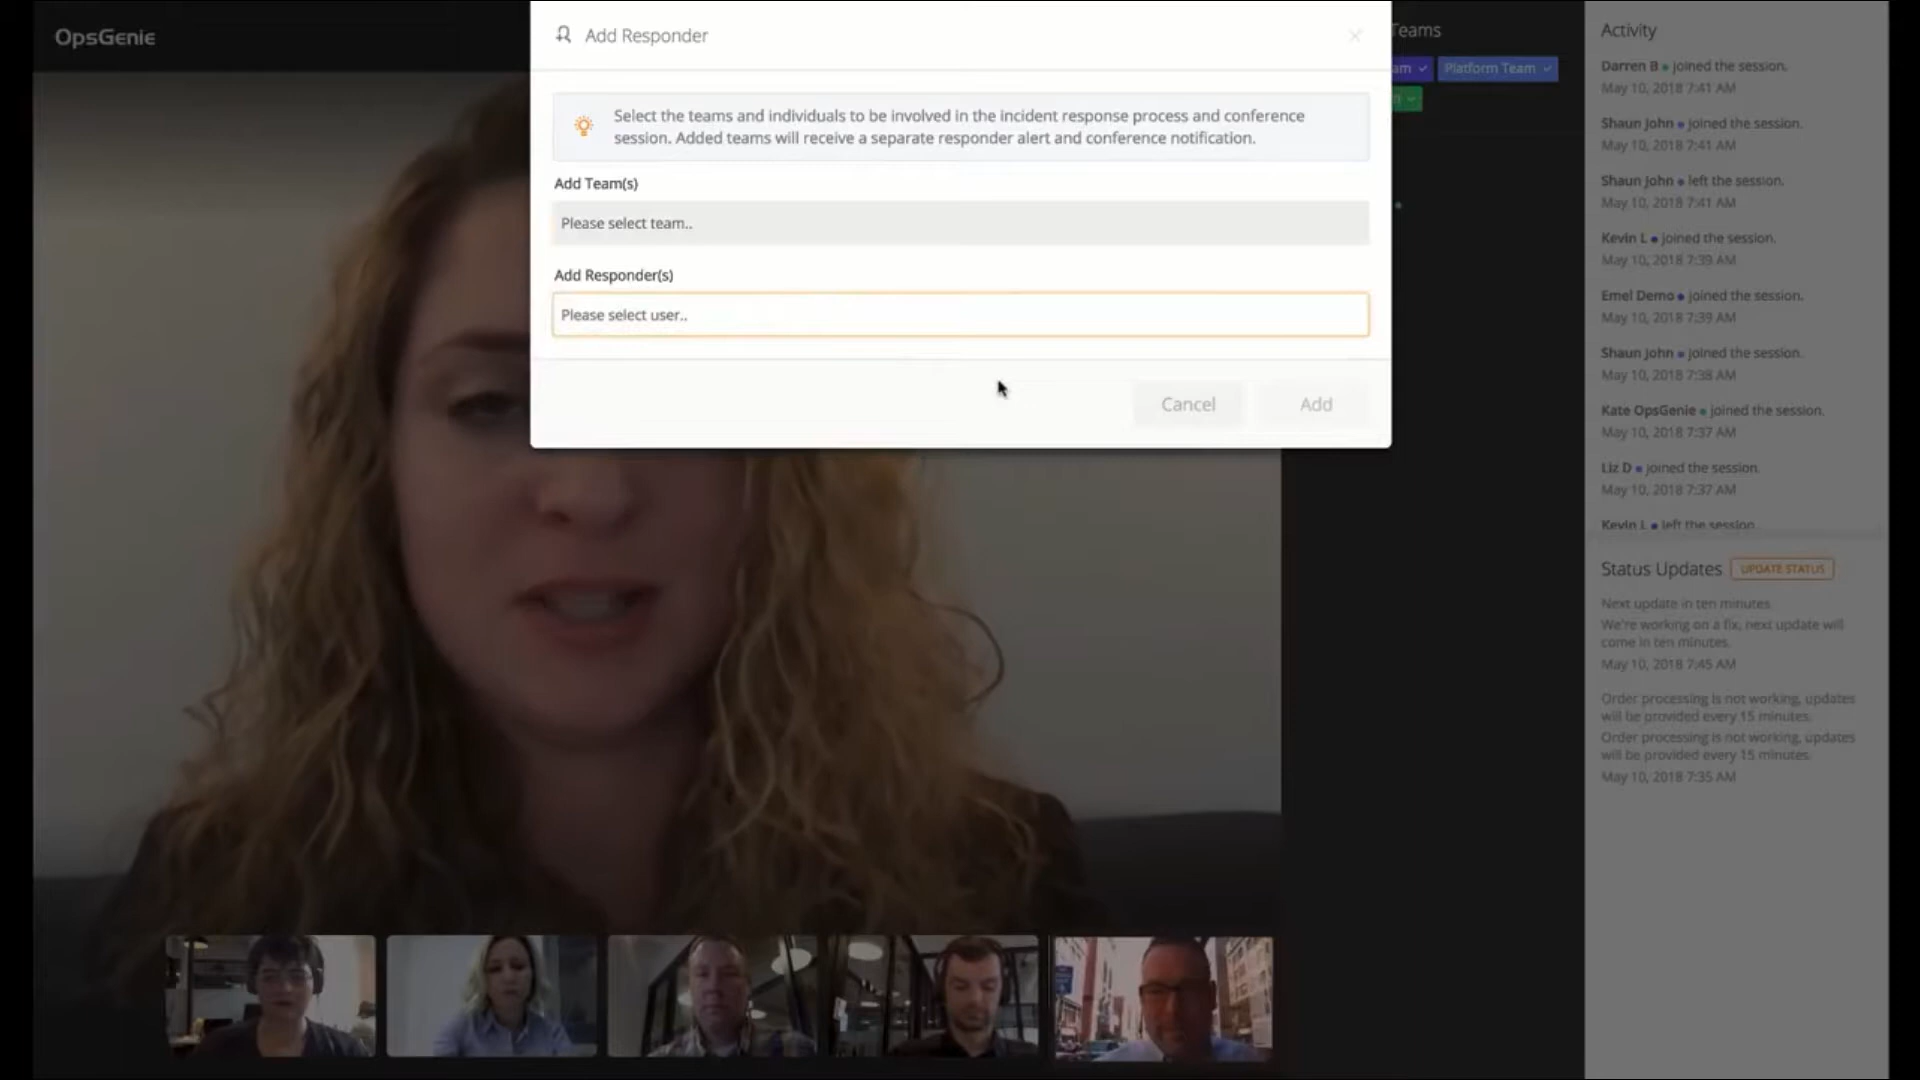 OpsGenie
Add Responder
Select the teams and individuals to be involved in the incident response process and conference
session. Added teams will receive a separate responder alert and conference notification.
Add Team(s)
Please select team..
Add Responder(s)
Please select user..
Cancel
Add
Teams
am
Platform Team
Activity
Darren B joined the session.
May 10, 2018 7:41 AM
Shaun John joined the session.
May 10, 2018 7:41 AM
Shaun John left the session.
May 10, 2018 7:41 AM
Kevin L joined the session.
May 10, 2018 7:39 AM
Emel Demo joined the session.
May 10, 2018 7:39 AM
Shaun John joined the session.
May 10, 2018 7:38 AM
Kate OpsGenie joined the session.
May 10, 2018 7:37 AM
Liz D joined the session.
May 10, 2018 7:37 AM
Kevin L left the session.
Status Updates
UPDATE STATUS
Next update in ten minutes.
We're working on a fix, next update will
come in ten minutes.
May 10, 2018 7:45 AM
Order processing is not working, updates
will be provided every 15 minutes.
Order processing is not working, updates
will be provided every 15 minutes.
May 10, 2018 7:35 AM